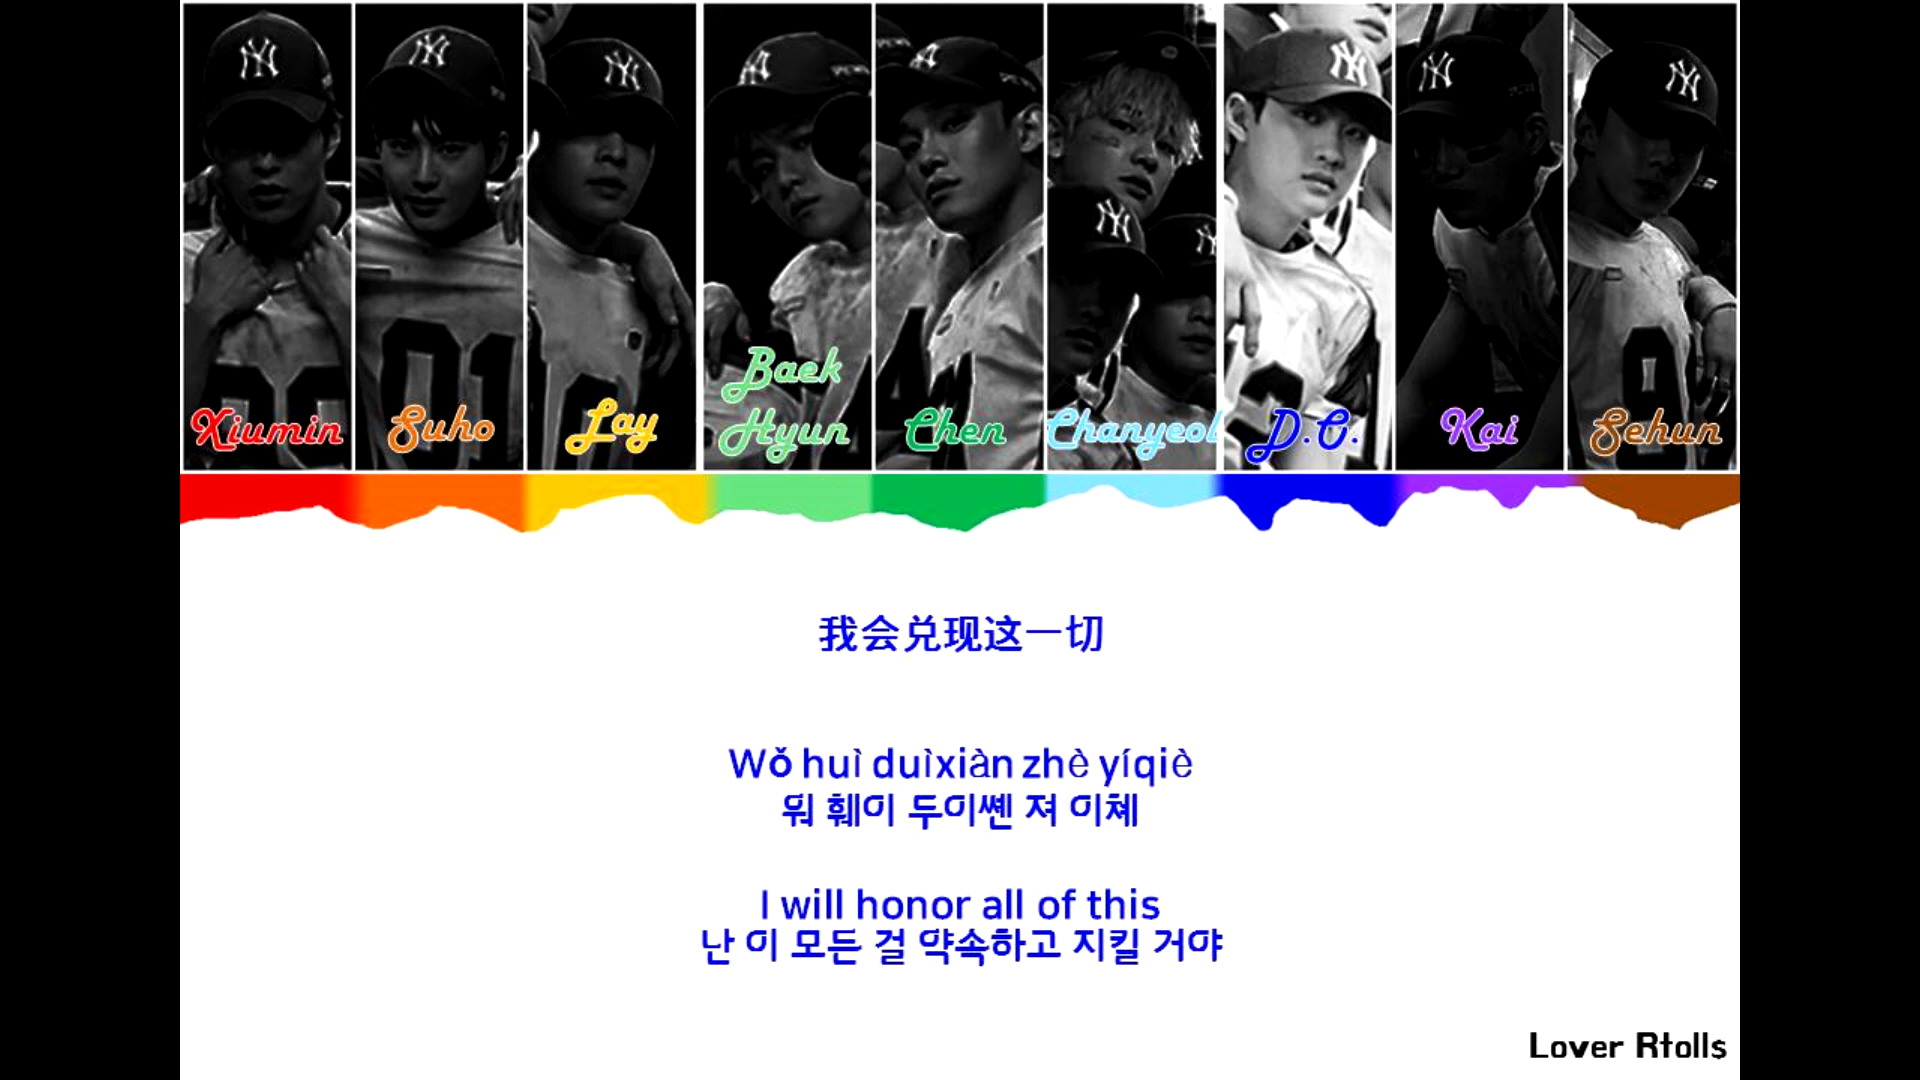 Xiumin
Suho
Lay
Baek
Hyun
Chen
Chanyeol
D.O.
Kai
Sehun
我会兑现这一切
Wǒ huì duìxiàn zhè yíqiè
워 훼이 두이쎈 져 이쳬
I will honor all of this
난 이 모든 걸 약속하고 지킬 거야
Lover Rtolls